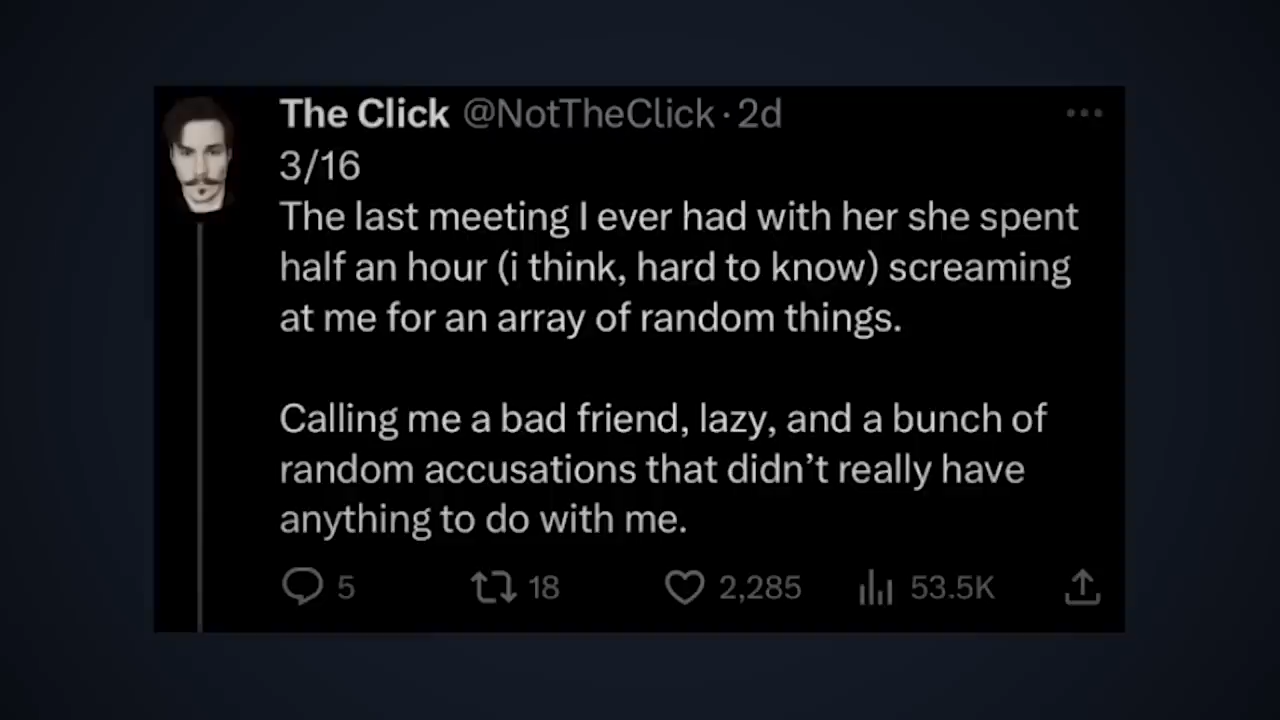 The Click @NotTheClick · 2d
3/16
The last meeting I ever had with her she spent
half an hour (i think, hard to know) screaming
at me for an array of random things.
Calling me a bad friend, lazy, and a bunch of
random accusations that didn’t really have
anything to do with me.
5 18 2,285 53.5K